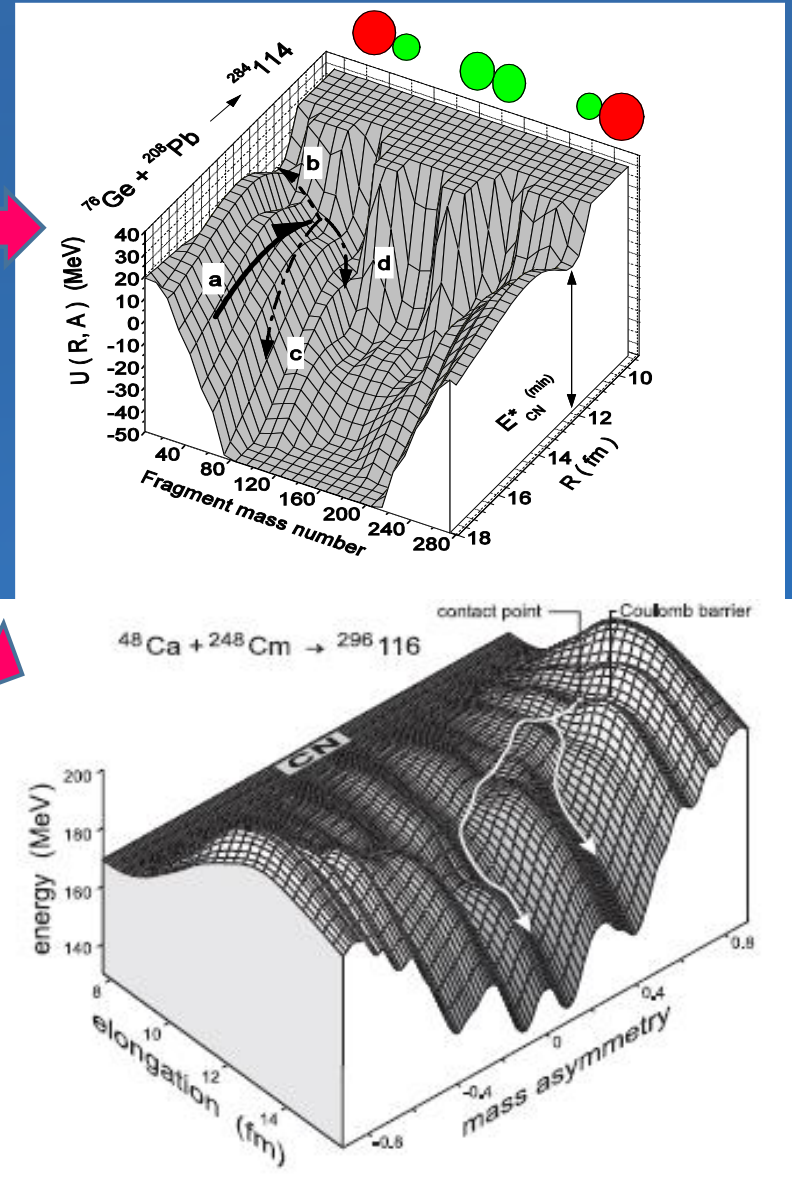 ⁷⁶Ge + ²⁰⁸Pb → ²⁸⁴114
U ( R, A ) (MeV)
40
30
20
10
0
-10
-20
-30
-40
-50
a
b
c
d
40
80
120
160
200
240
280
Fragment mass number
E* CN (min)
10
12
14
16
18
R ( fm )
contact point
Coulomb barrier
⁴⁸Ca + ²⁴⁸Cm → ²⁹⁶116
CN
energy (MeV)
200
180
160
140
8
10
12
14
elongation (fm)
-0.8
-0.4
0
0.4
0.8
mass asymmetry